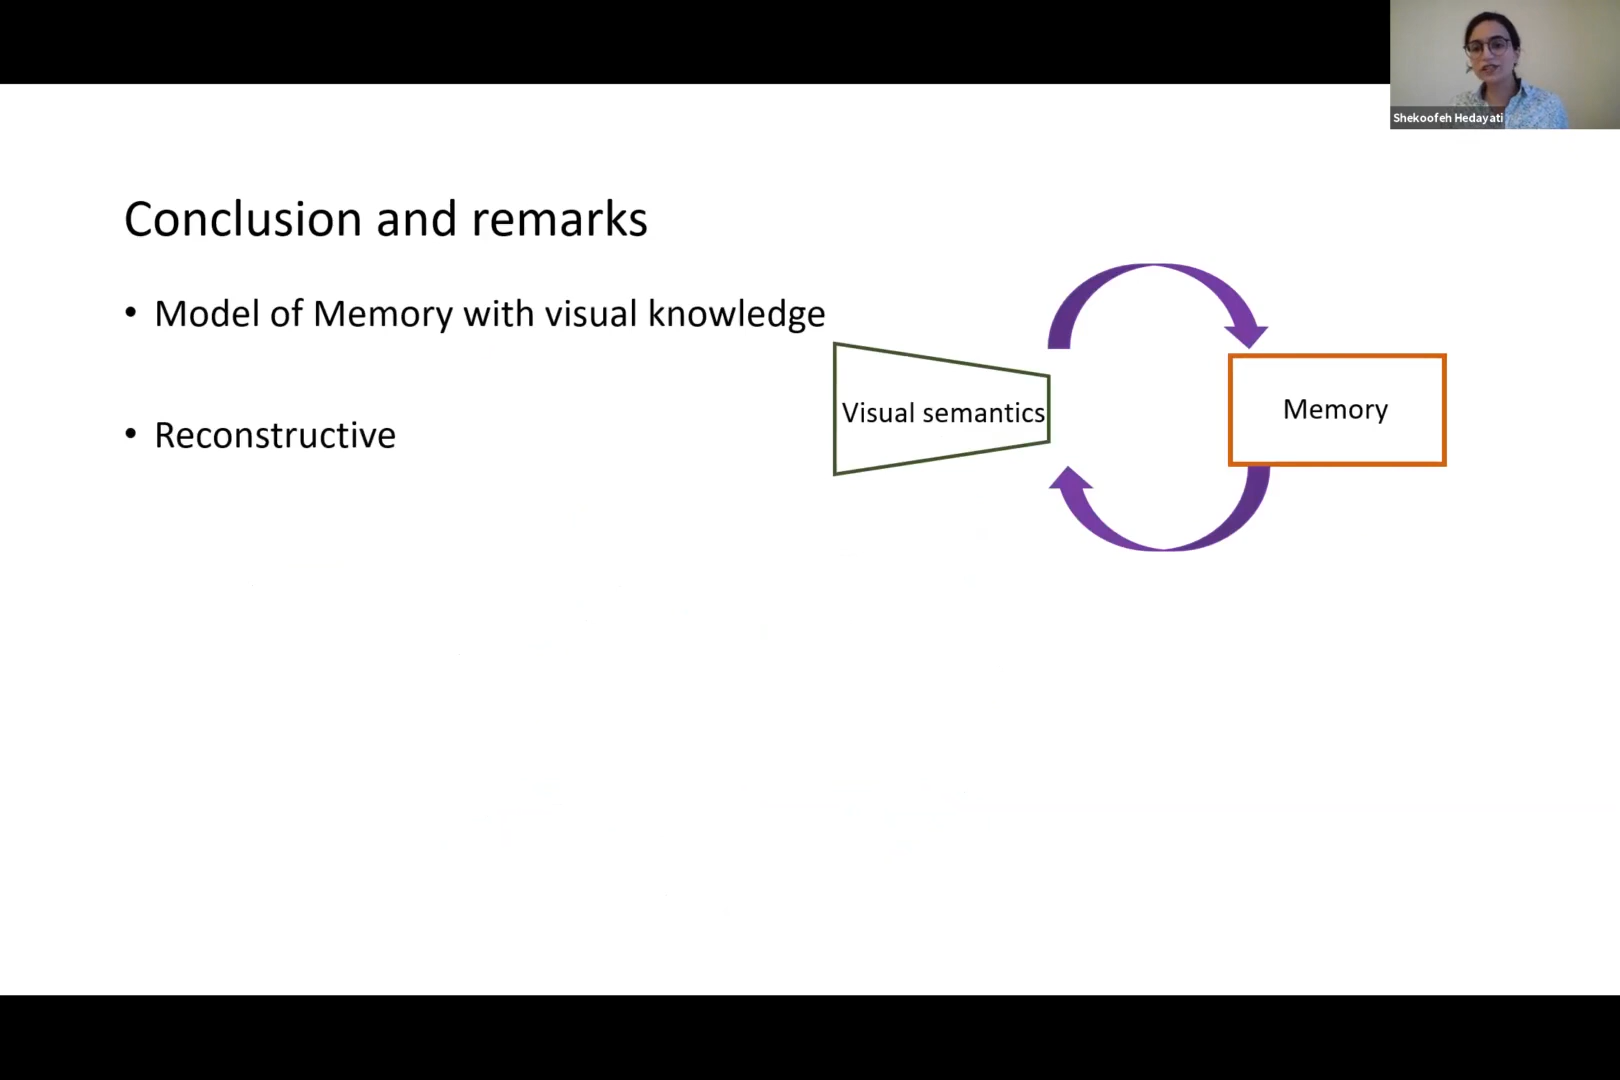 Shekoofeh Hedayati
Conclusion and remarks
• Model of Memory with visual knowledge
• Reconstructive
Visual semantics
Memory